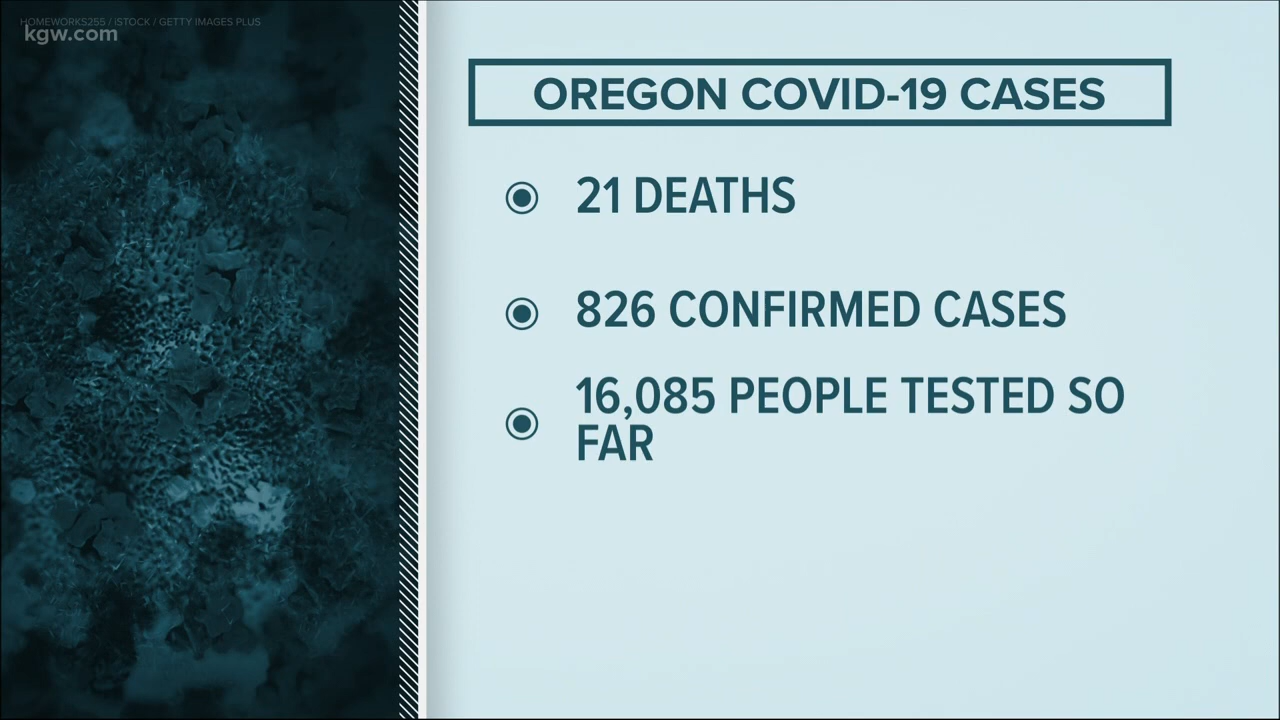 HOMEWORKS255 / iSTOCK / GETTY IMAGES PLUS
kgw.com
OREGON COVID-19 CASES
21 DEATHS
826 CONFIRMED CASES
16,085 PEOPLE TESTED SO
FAR